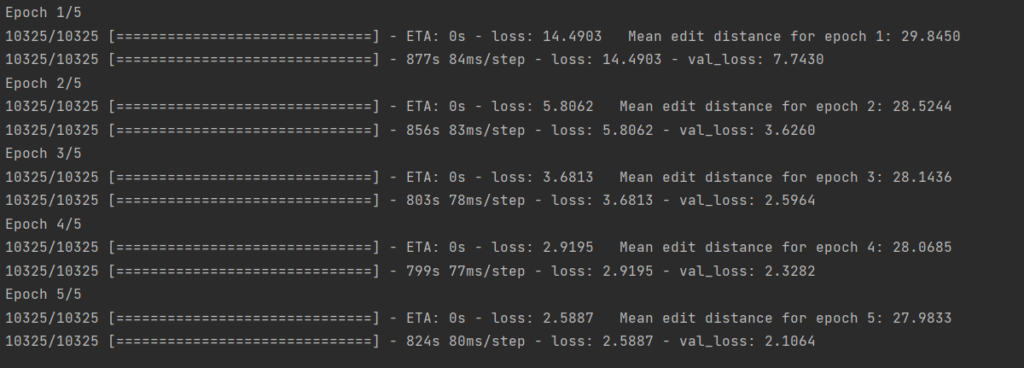 Epoch 1/5
10325/10325 [==============================] - ETA: 0s - loss: 14.4903   Mean edit distance for epoch 1: 29.8450
10325/10325 [==============================] - 877s 84ms/step - loss: 14.4903 - val_loss: 7.7430
Epoch 2/5
10325/10325 [==============================] - ETA: 0s - loss: 5.8062   Mean edit distance for epoch 2: 28.5244
10325/10325 [==============================] - 856s 83ms/step - loss: 5.8062 - val_loss: 3.6260
Epoch 3/5
10325/10325 [==============================] - ETA: 0s - loss: 3.6813   Mean edit distance for epoch 3: 28.1436
10325/10325 [==============================] - 803s 78ms/step - loss: 3.6813 - val_loss: 2.5964
Epoch 4/5
10325/10325 [==============================] - ETA: 0s - loss: 2.9195   Mean edit distance for epoch 4: 28.0685
10325/10325 [==============================] - 799s 77ms/step - loss: 2.9195 - val_loss: 2.3282
Epoch 5/5
10325/10325 [==============================] - ETA: 0s - loss: 2.5887   Mean edit distance for epoch 5: 27.9833
10325/10325 [==============================] - 824s 80ms/step - loss: 2.5887 - val_loss: 2.1064